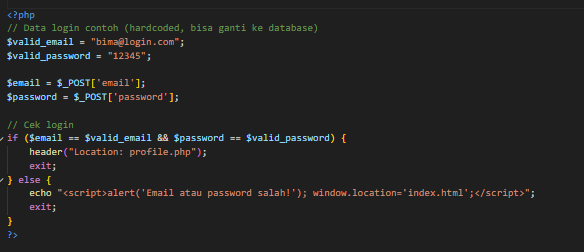 <?php
// Data login contoh (hardcoded, bisa ganti ke database)
$valid_email = "bima@login.com";
$valid_password = "12345";

$email = $_POST['email'];
$password = $_POST['password'];

// Cek login
if ($email == $valid_email && $password == $valid_password) {
    header("Location: profile.php");
    exit;
} else {
    echo "<script>alert('Email atau password salah!'); window.location='index.html';</script>";
    exit;
}
?>